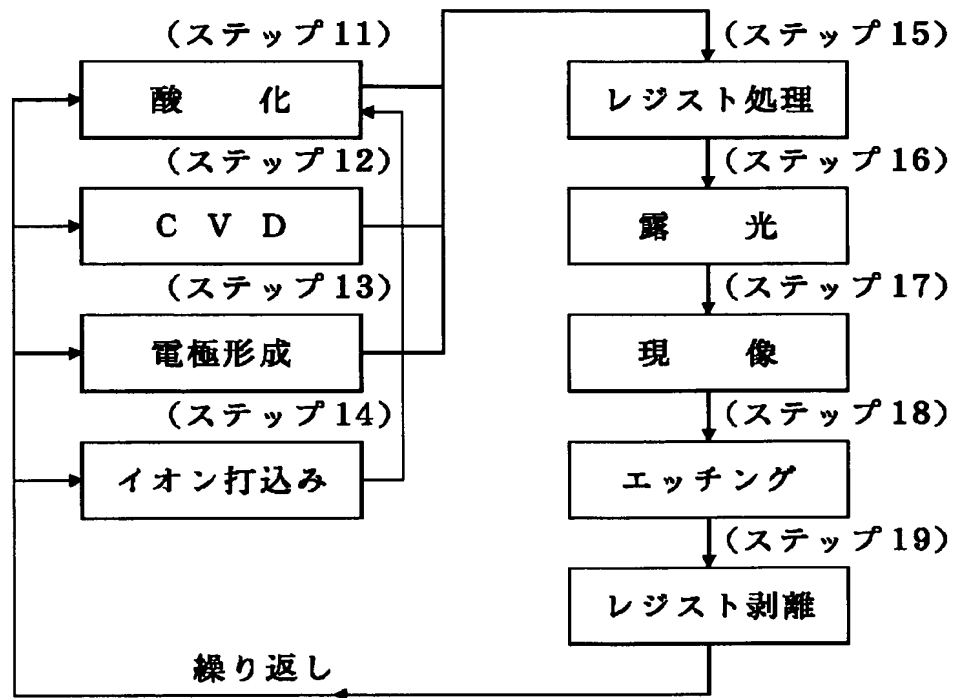 (ステップ11)
酸化
(ステップ12)
CVD
(ステップ13)
電極形成
(ステップ14)
イオン打込み
(ステップ15)
レジスト処理
(ステップ16)
露光
(ステップ17)
現像
(ステップ18)
エッチング
(ステップ19)
レジスト剥離
繰り返し